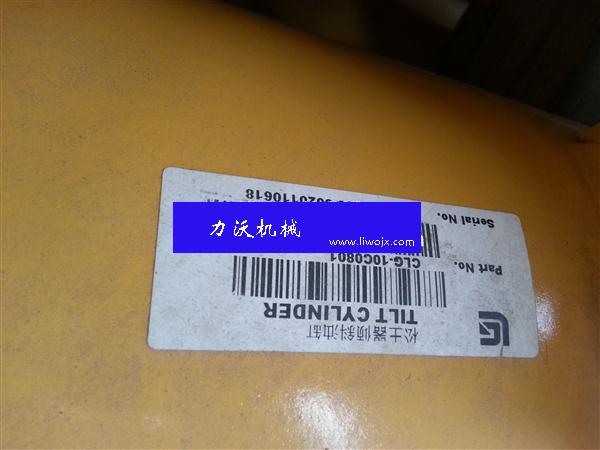 松土器倾斜油缸
TILT CYLINDER
Part No. CLG-10C0801
Serial No.
力沃机械
www.liwojx.com